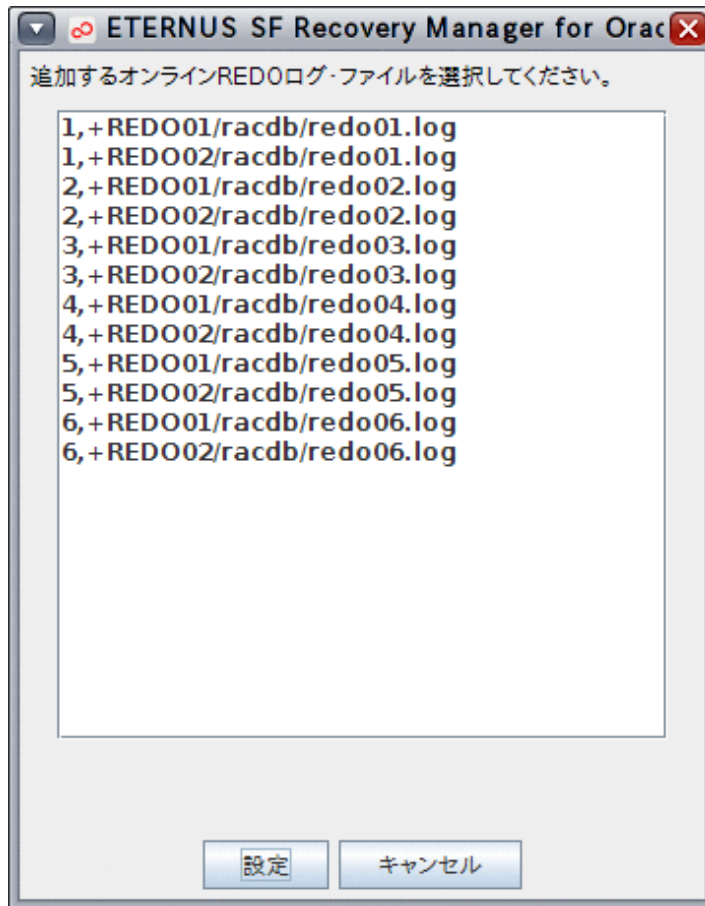 ETERNUS SF Recovery Manager for Orac
追加するオンラインREDOログ・ファイルを選択してください。
1,+REDO01/racdb/redo01.log
1,+REDO02/racdb/redo01.log
2,+REDO01/racdb/redo02.log
2,+REDO02/racdb/redo02.log
3,+REDO01/racdb/redo03.log
3,+REDO02/racdb/redo03.log
4,+REDO01/racdb/redo04.log
4,+REDO02/racdb/redo04.log
5,+REDO01/racdb/redo05.log
5,+REDO02/racdb/redo05.log
6,+REDO01/racdb/redo06.log
6,+REDO02/racdb/redo06.log
設定 キャンセル